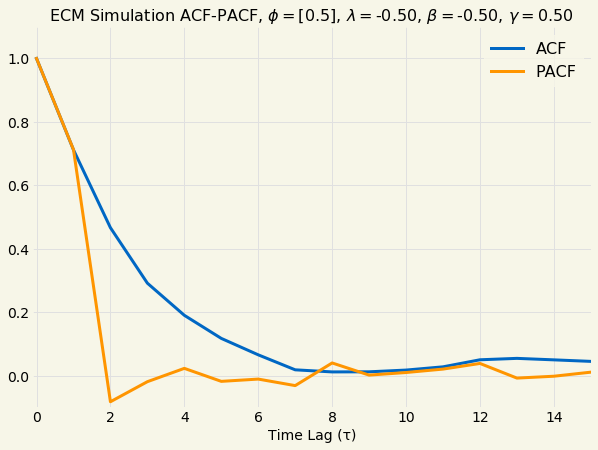 ECM Simulation ACF-PACF, ϕ = [0.5], λ = -0.50, β = -0.50, γ = 0.50
ACF
PACF
1.0
0.8
0.6
0.4
0.2
0.0
0 2 4 6 8 10 12 14
Time Lag (τ)